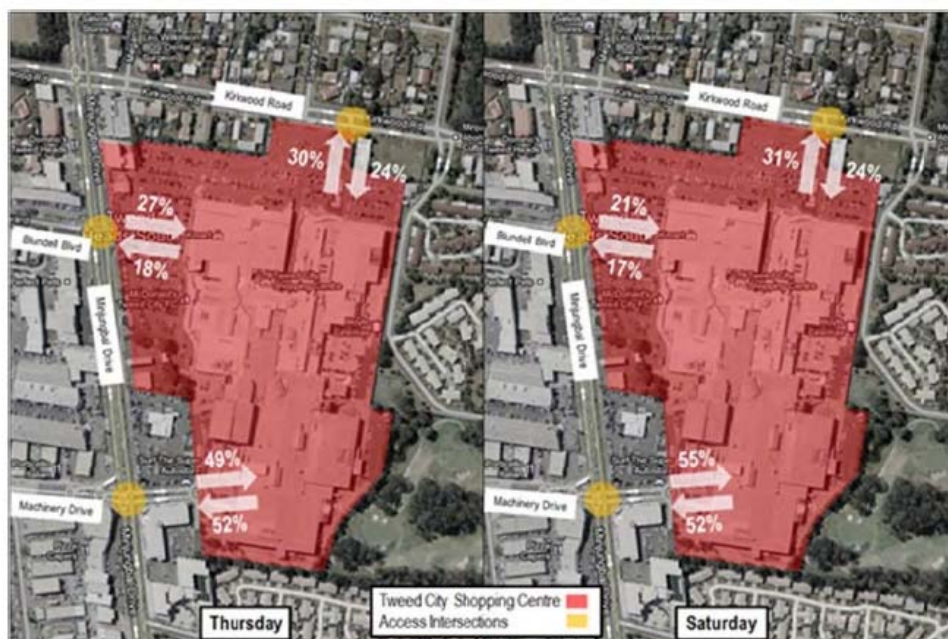 Kirkwood Road
30%
24%
27%
18%
Blundell Blvd
Minjungbal Drive
49%
52%
Machinery Drive
Thursday
Kirkwood Road
31%
24%
21%
17%
Blundell Blvd
Minjungbal Drive
55%
52%
Machinery Drive
Saturday
Tweed City Shopping Centre
Access Intersections